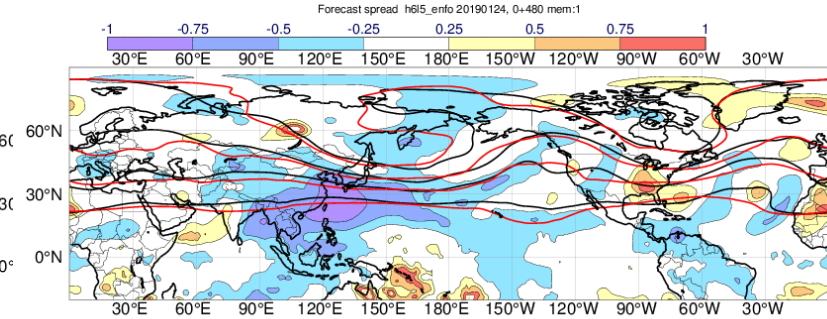 Forecast spread h6l5_enfo 20190124, 0+480 mem:1
-1 -0.75 -0.5 -0.25 0.25 0.5 0.75 1
30°E 60°E 90°E 120°E 150°E 180°E 150°W 120°W 90°W 60°W 30°W
60°N
30°N
0°N
30°E 60°E 90°E 120°E 150°E 180°E 150°W 120°W 90°W 60°W 30°W